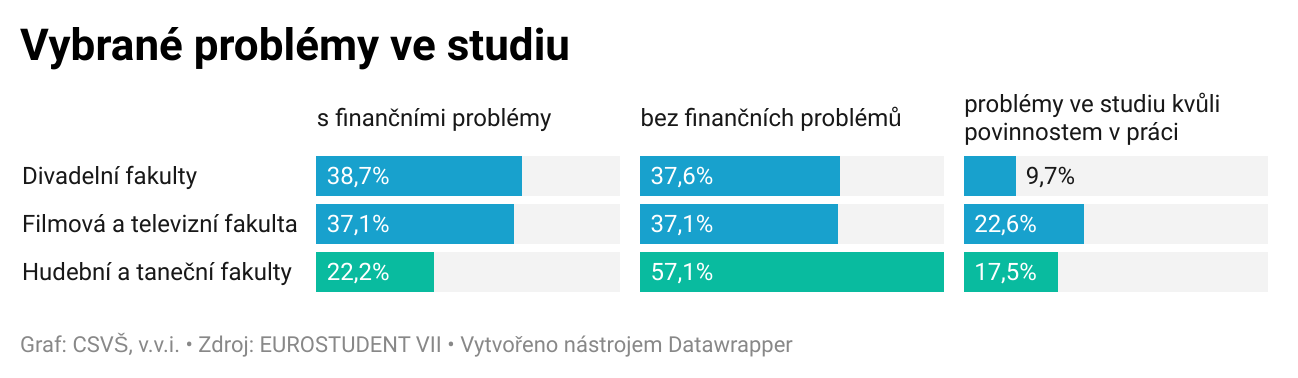 Vybrané problémy ve studiu
s finančními problémy
bez finančních problémů
problémy ve studiu kvůli
povinnostem v práci
Divadelní fakulty 38,7% 37,6% 9,7%
Filmová a televizní fakulta 37,1% 37,1% 22,6%
Hudební a taneční fakulty 22,2% 57,1% 17,5%
Graf: CSVŠ, v.v.i. • Zdroj: EUROSTUDENT VII • Vytvořeno nástrojem Datawrapper